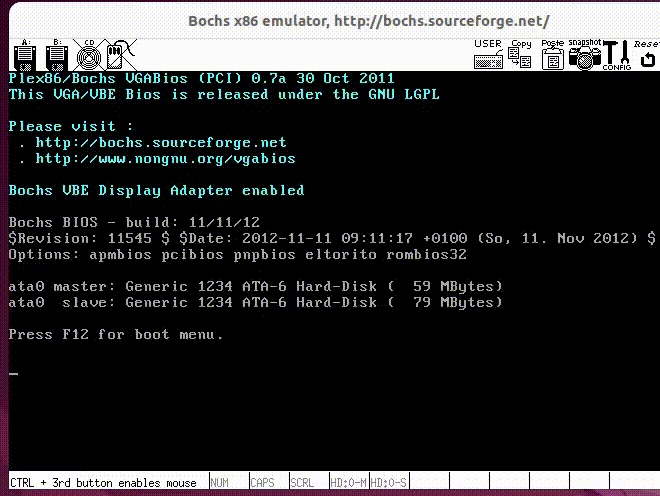 Bochs x86 emulator, http://bochs.sourceforge.net/
A: B: CD USER Copy Poste snapshot CONFIG Reset
Plex86/Bochs VGABios (PCI) 0.7a 30 Oct 2011
This VGA/VBE Bios is released under the GNU LGPL
Please visit :
. http://bochs.sourceforge.net
. http://www.nongnu.org/vgabios
Bochs VBE Display Adapter enabled
Bochs BIOS - build: 11/11/12
$Revision: 11545 $ $Date: 2012-11-11 09:11:17 +0100 (So, 11. Nov 2012) $
Options: apmbios pcibios pnpbios eltorito rombios32
ata0 master: Generic 1234 ATA-6 Hard-Disk (  59 MBytes)
ata0  slave: Generic 1234 ATA-6 Hard-Disk (  79 MBytes)
Press F12 for boot menu.
CTRL + 3rd button enables mouse NUM CAPS SCRL HD:0-M HD:0-S